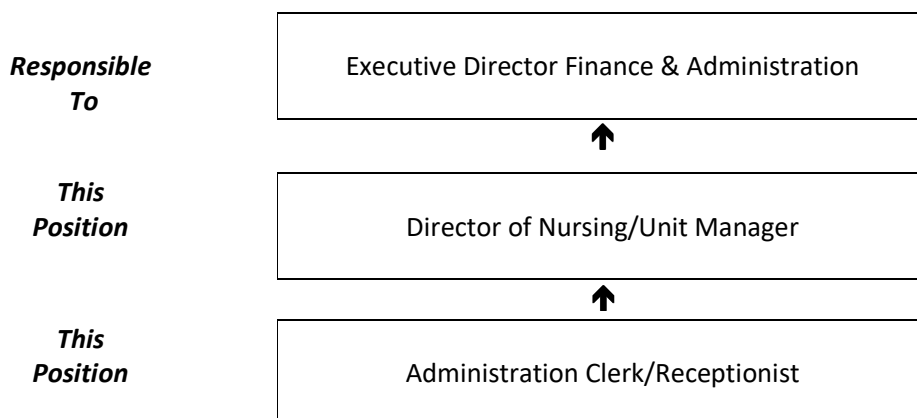 Responsible
To
Executive Director Finance & Administration
This
Position
Director of Nursing/Unit Manager
This
Position
Administration Clerk/Receptionist